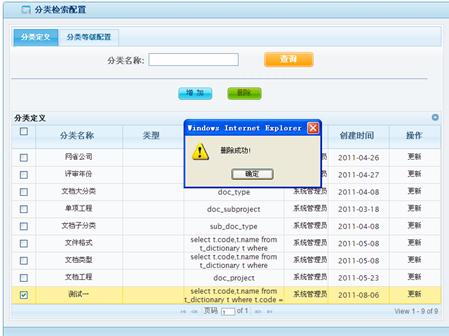 分类检索配置
分类定义 分类等级配置
分类名称: 查询
增 加 删除
分类定义
分类名称 类型 创建时间 操作
Windows Internet Explorer
删除成功!
确定
网省公司 系统管理员 2011-04-26 更新
评审年份 系统管理员 2011-04-27 更新
文档大分类 doc_type 系统管理员 2011-04-08 更新
单项工程 doc_subproject 系统管理员 2011-03-18 更新
文档子分类 sub_doc_type 系统管理员 2011-04-08 更新
文件格式 select t.code,t.name from t_dictionary t where 系统管理员 2011-05-08 更新
文档类型 select t.code,t.name from t_dictionary t where 系统管理员 2011-05-08 更新
文档工程 doc_project 系统管理员 2011-05-23 更新
测试一 select t.code,t.name from t_dictionary t where t.code = 系统管理员 2011-08-06 更新
页码 1 of 1 View 1 - 9 of 9